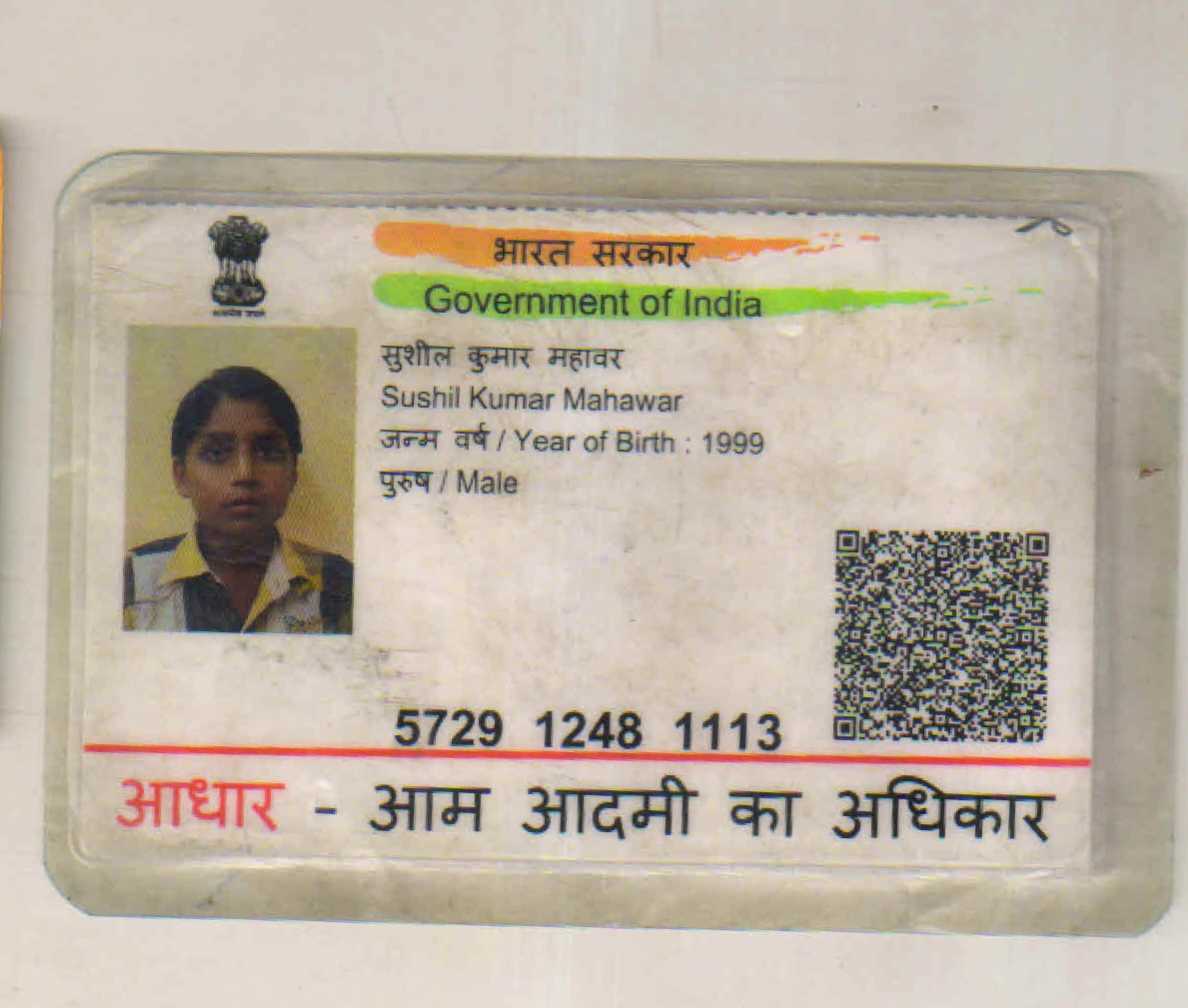 भारत सरकार
Government of India
सुशील कुमार महावर
Sushil Kumar Mahawar
जन्म वर्ष / Year of Birth : 1999
पुरुष / Male
5729 1248 1113
आधार - आम आदमी का अधिकार